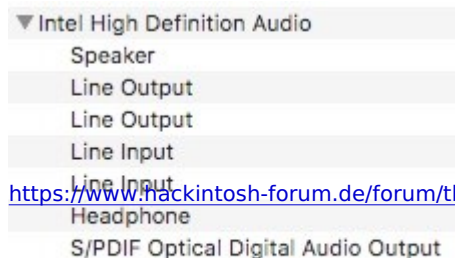 Intel High Definition Audio
Speaker
Line Output
Line Output
Line Input
Line Input
https://www.hackintosh-forum.de/forum/t
Headphone
S/PDIF Optical Digital Audio Output